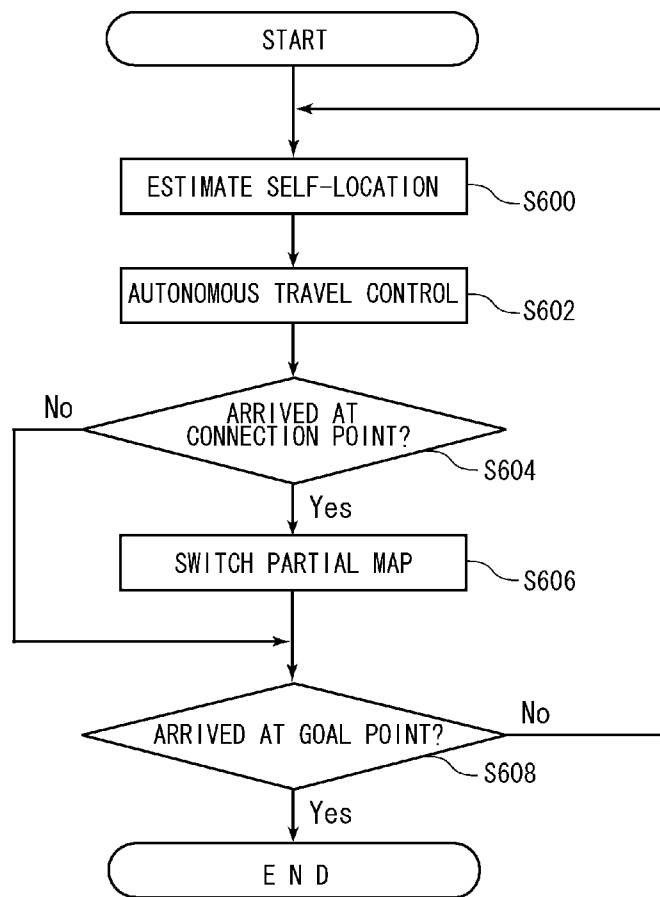 START
ESTIMATE SELF-LOCATION
S600
AUTONOMOUS TRAVEL CONTROL
S602
No
ARRIVED AT
CONNECTION POINT?
S604
Yes
SWITCH PARTIAL MAP
S606
ARRIVED AT GOAL POINT?
No
S608
Yes
E N D